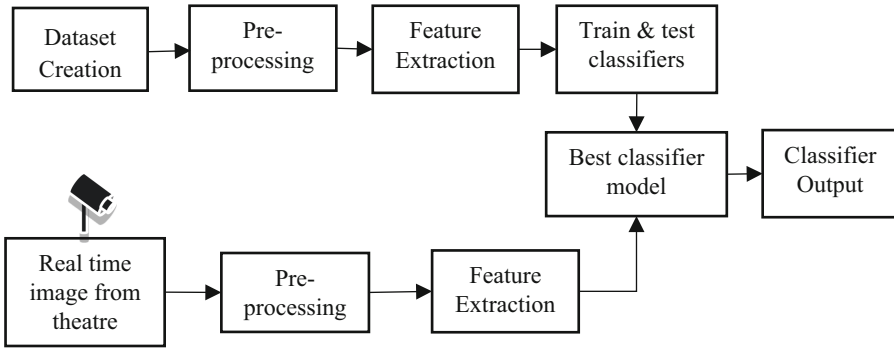 Dataset
Creation
Pre-
processing
Feature
Extraction
Train & test
classifiers
Best classifier
model
Classifier
Output
Real time
image from
theatre
Pre-
processing
Feature
Extraction